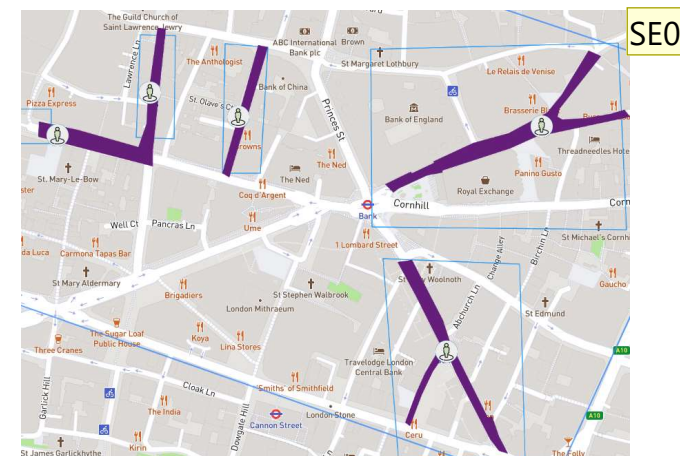 The Guild Church of
Saint Lawrence Jewry
SE0
ABC International
Bank plc
Brown
St Margaret Lothbury
Lawrence Ln
The Anthologist
Le Relais de Venise
Bank of China
Pizza Express
St. Olave's
Princes St
Bank of England
Brasserie Bl
Threadneedles Hote
The Ned
The Ned
St. Mary-Le-Bow
Panino Gusto
Royal Exchange
Coq d'Argent
Cornhill
Corn
Bank
Well Ct
Pancras Ln
Ume
1 Lombard Street
St Michael's Cornh
Change Alley
Birchin Ln
da Luca
Carmona Tapas Bar
Woolnoth
St Mary Aldermary
Gaucho
Brigadiers
St Stephen Walbrook
Abchurch Ln
London Mithraeum
St Edmund
The Sugar Loaf
Public House
Koya
Lina Stores
Three Cranes
A10
Travelodge London
Central Bank
Cloak Ln
'Smiths' of Smithfield
Garlick Hill
The India
London Stone
A10
Dowgate Hill
Cannon Street
Ceru
Kirin
St James Garlickhythe
The Folly